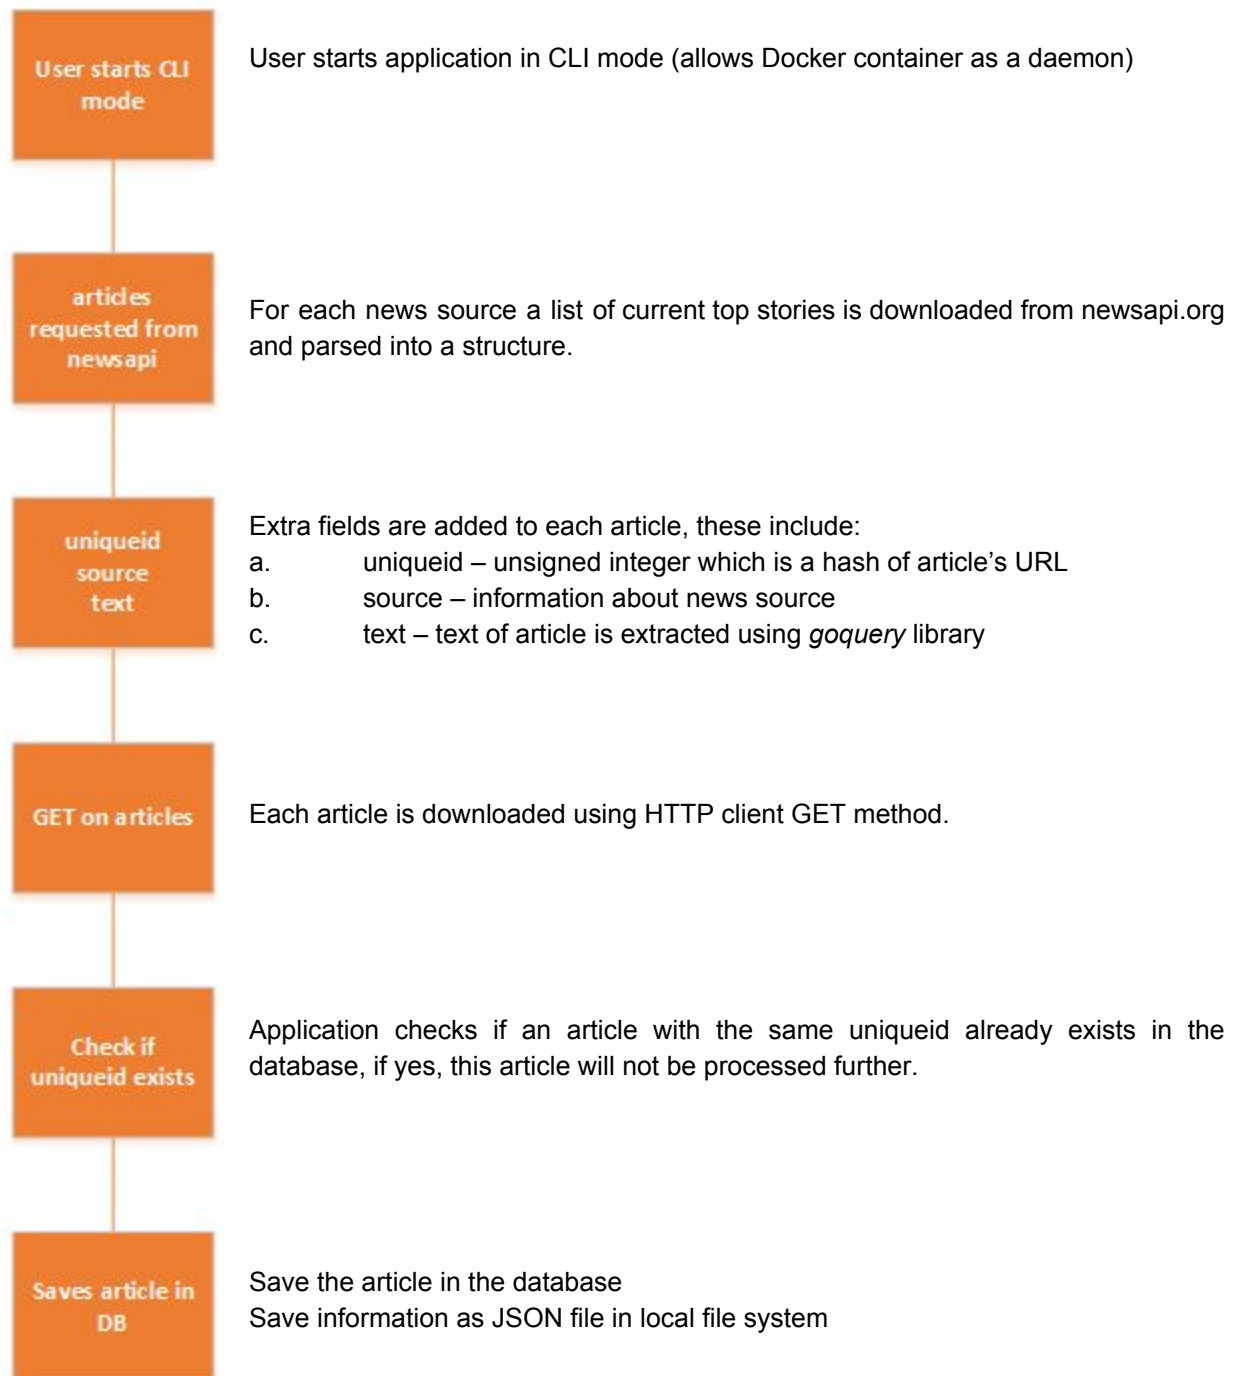 User starts CLI
mode
User starts application in CLI mode (allows Docker container as a daemon)
articles
requested from
newsapi
For each news source a list of current top stories is downloaded from newsapi.org
and parsed into a structure.
uniqueid
source
text
Extra fields are added to each article, these include:
a. uniqueid – unsigned integer which is a hash of article’s URL
b. source – information about news source
c. text – text of article is extracted using goquery library
GET on articles
Each article is downloaded using HTTP client GET method.
Check if
uniqueid exists
Application checks if an article with the same uniqueid already exists in the
database, if yes, this article will not be processed further.
Saves article in
DB
Save the article in the database
Save information as JSON file in local file system